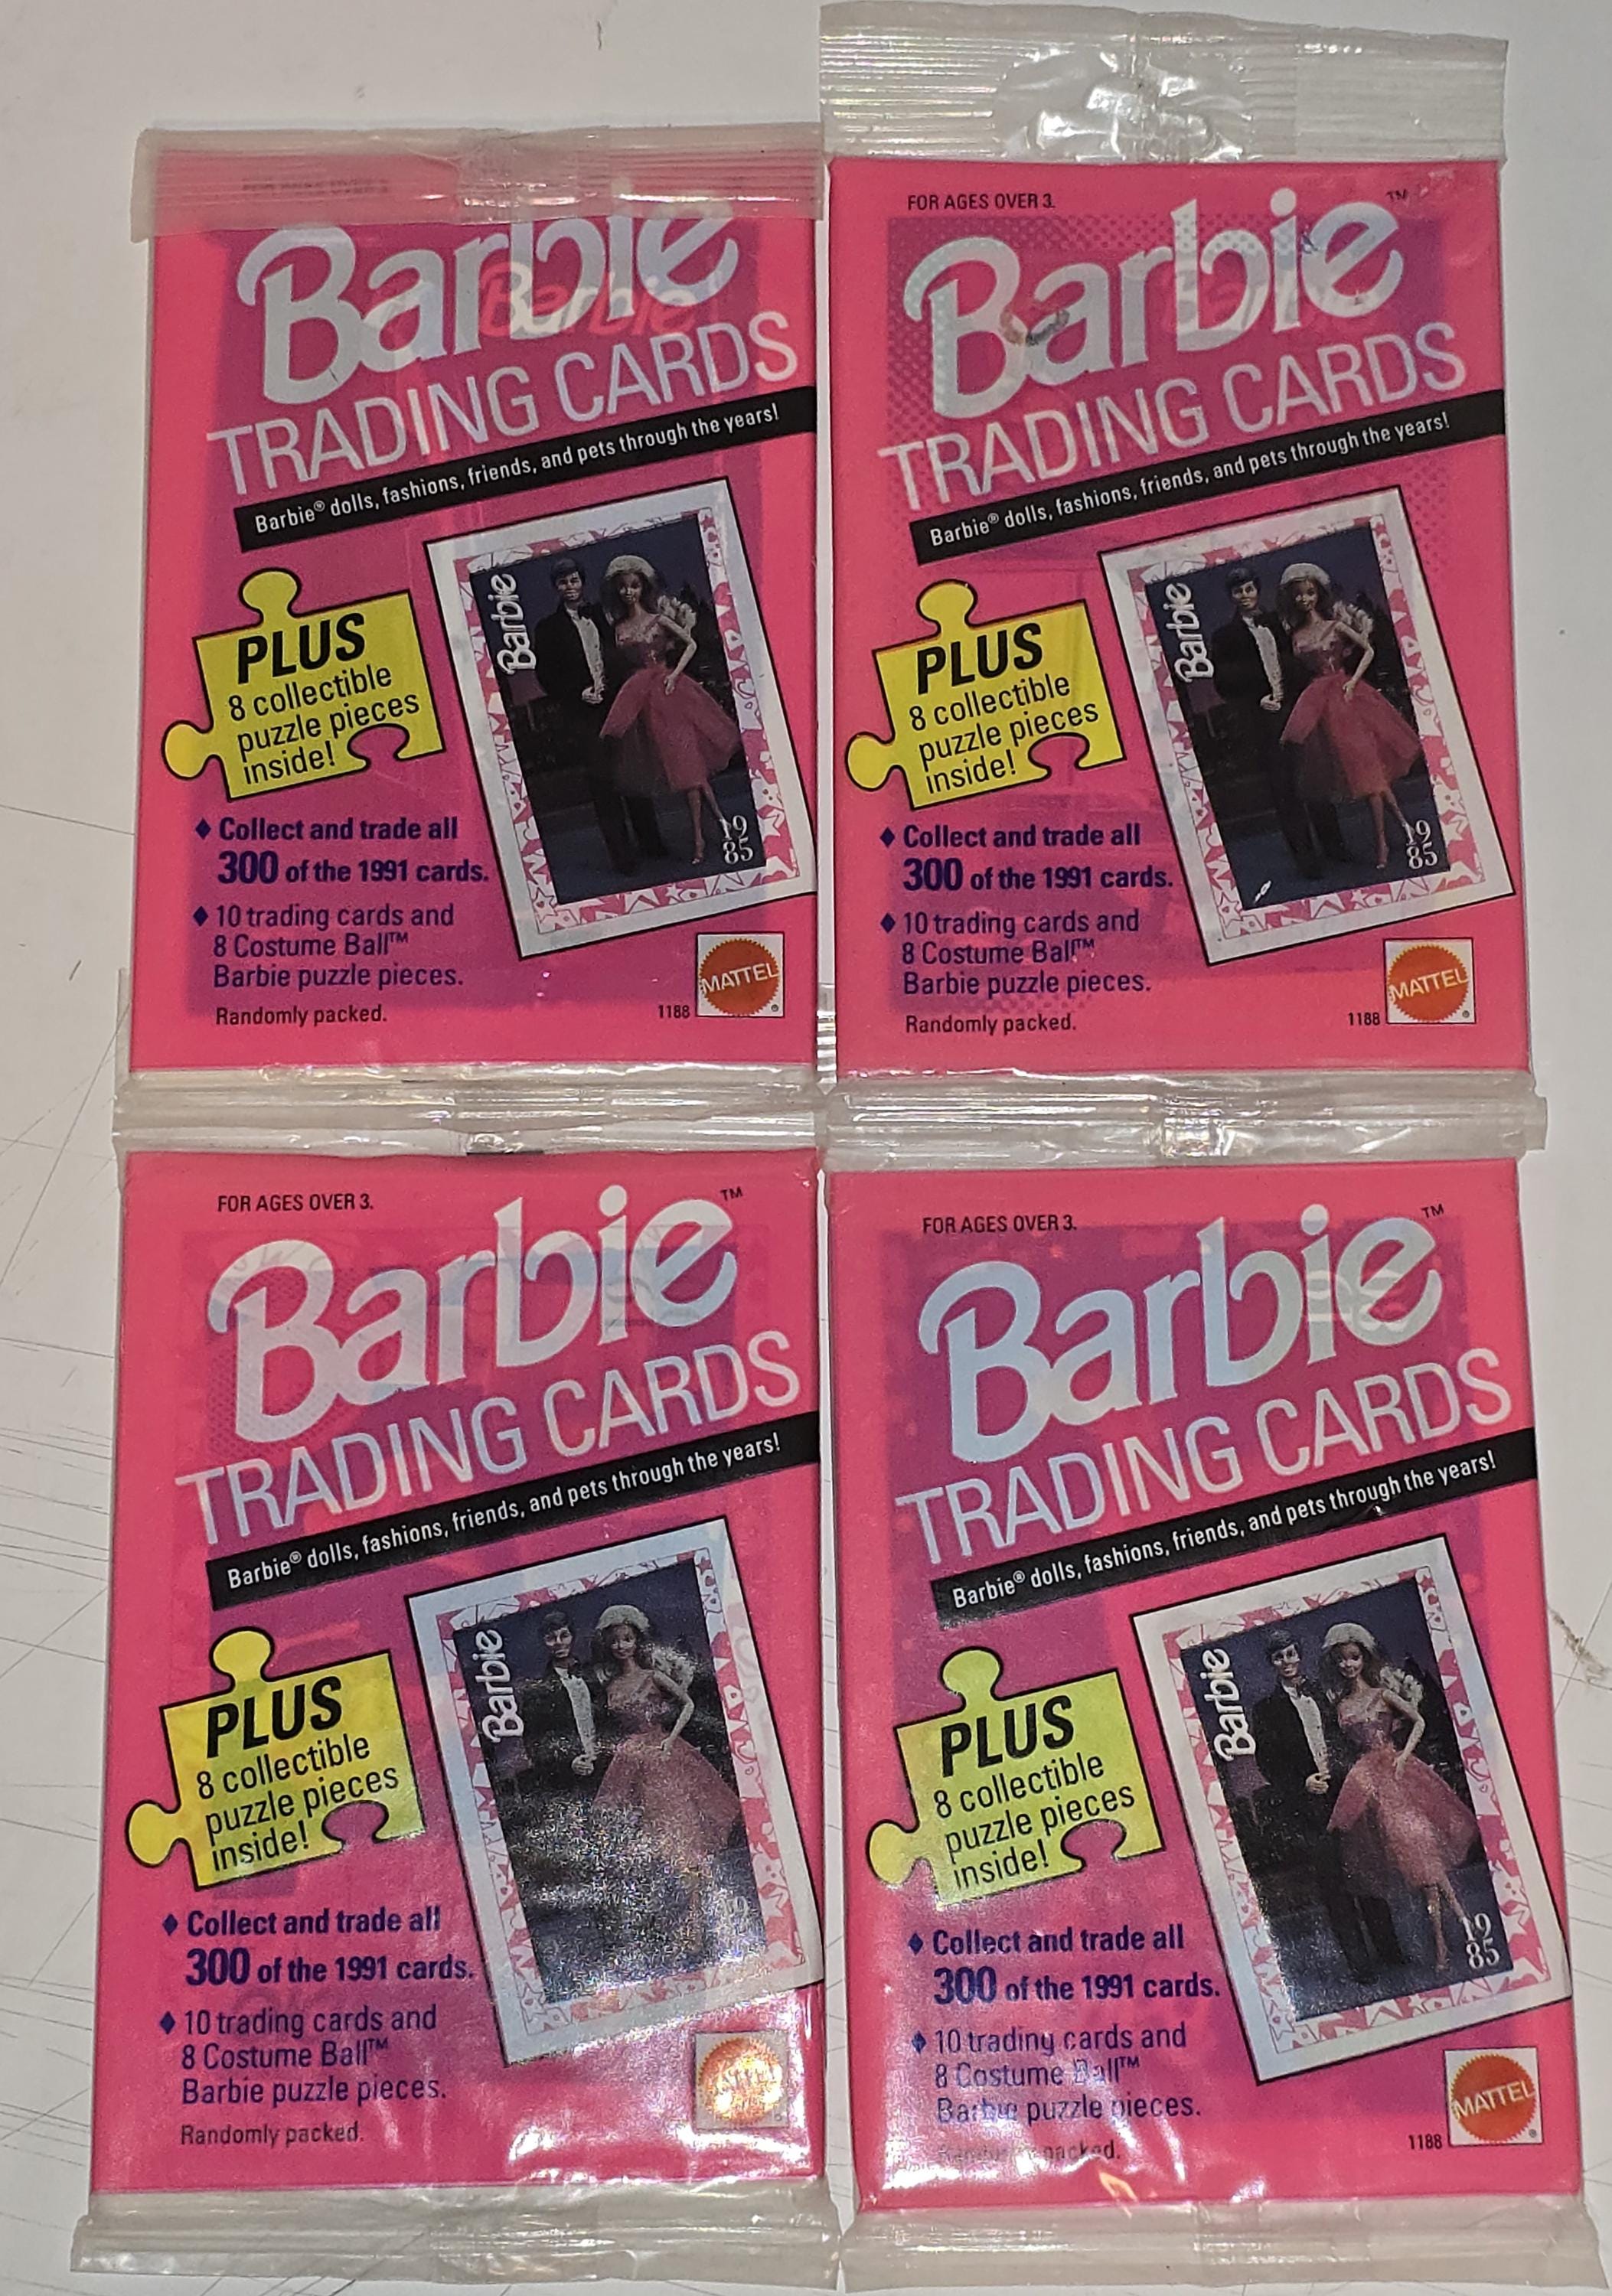 Barbie
Barbie
TRADING CARDS
Barbie® dolls, fashions, friends, and pets through the years!
PLUS
8 collectible
puzzle pieces
inside!
Barbie
19
85
♦ Collect and trade all
300 of the 1991 cards.
♦ 10 trading cards and
8 Costume Ball™
Barbie puzzle pieces.
Randomly packed.
1188
MATTEL
®
FOR AGES OVER 3.
Barbie™
TRADING CARDS
Barbie® dolls, fashions, friends, and pets through the years!
PLUS
8 collectible
puzzle pieces
inside!
Barbie
19
85
♦ Collect and trade all
300 of the 1991 cards.
♦ 10 trading cards and
8 Costume Ball™
Barbie puzzle pieces.
Randomly packed.
1188
MATTEL
®
FOR AGES OVER 3.
Barbie™
TRADING CARDS
Barbie® dolls, fashions, friends, and pets through the years!
PLUS
8 collectible
puzzle pieces
inside!
Barbie
♦ Collect and trade all
300 of the 1991 cards.
♦ 10 trading cards and
8 Costume Ball™
Barbie puzzle pieces.
Randomly packed.
MATTEL
FOR AGES OVER 3.
Barbie™
TRADING CARDS
Barbie® dolls, fashions, friends, and pets through the years!
PLUS
8 collectible
puzzle pieces
inside!
Barbie
19
85
♦ Collect and trade all
300 of the 1991 cards.
♦ 10 trading cards and
8 Costume Ball™
Barbie puzzle pieces.
packed.
1188
MATTEL
®